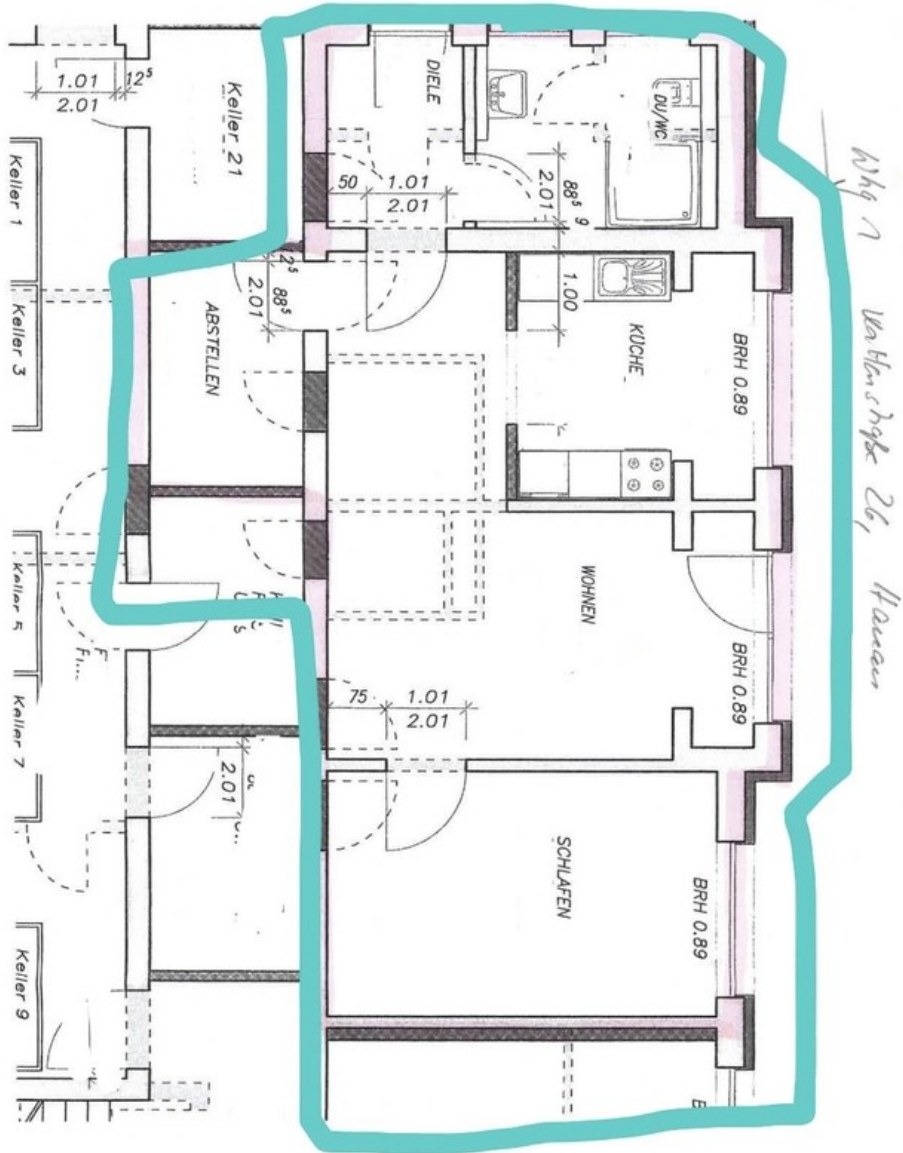 Whg 1
26, Hanau
DIELE
DU/WC
Keller 21
1.01
2.01
12⁵
50
1.01
2.01
88⁵
2.01
9
1.00
KÜCHE
BRH 0.89
ABSTELLEN
12⁵
88⁵
2.01
Keller 1
Keller 3
WOHNEN
BRH 0.89
75
1.01
2.01
Keller 5
Keller 7
2.01
SCHLAFEN
BRH 0.89
Keller 9